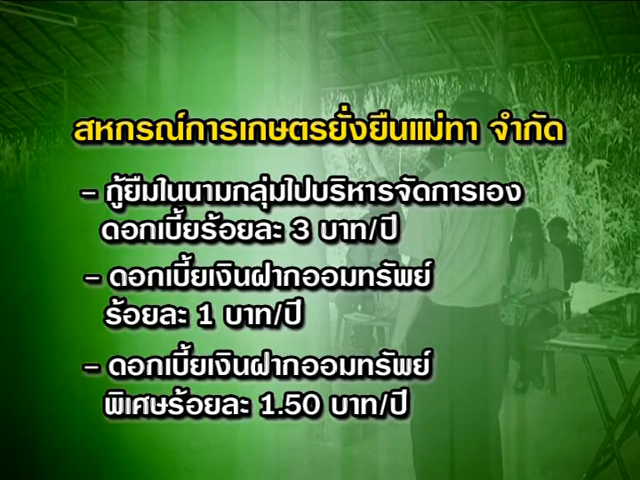 สหกรณ์การเกษตรยั่งยืนแม่ทา จำกัด
- กู้ยืมในนามกลุ่มไปบริหารจัดการเอง
ดอกเบี้ยร้อยละ 3 บาท/ปี
- ดอกเบี้ยเงินฝากออมทรัพย์
ร้อยละ 1 บาท/ปี
- ดอกเบี้ยเงินฝากออมทรัพย์
พิเศษร้อยละ 1.50 บาท/ปี